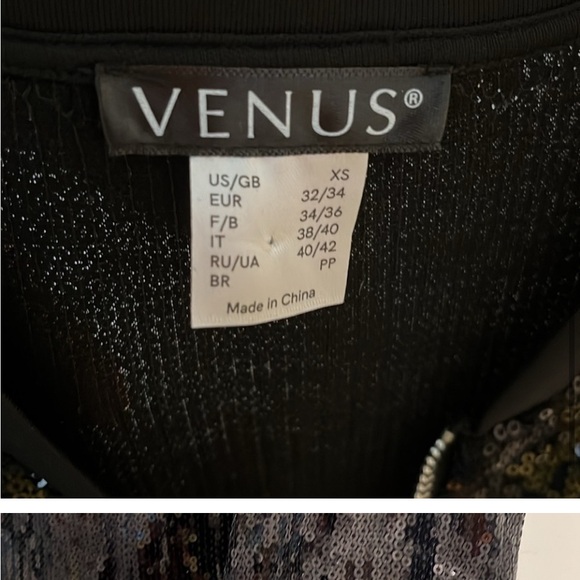 VENUS®
US/GB XS
EUR 32/34
F/B 34/36
IT 38/40
RU/UA 40/42
BR PP
Made in China